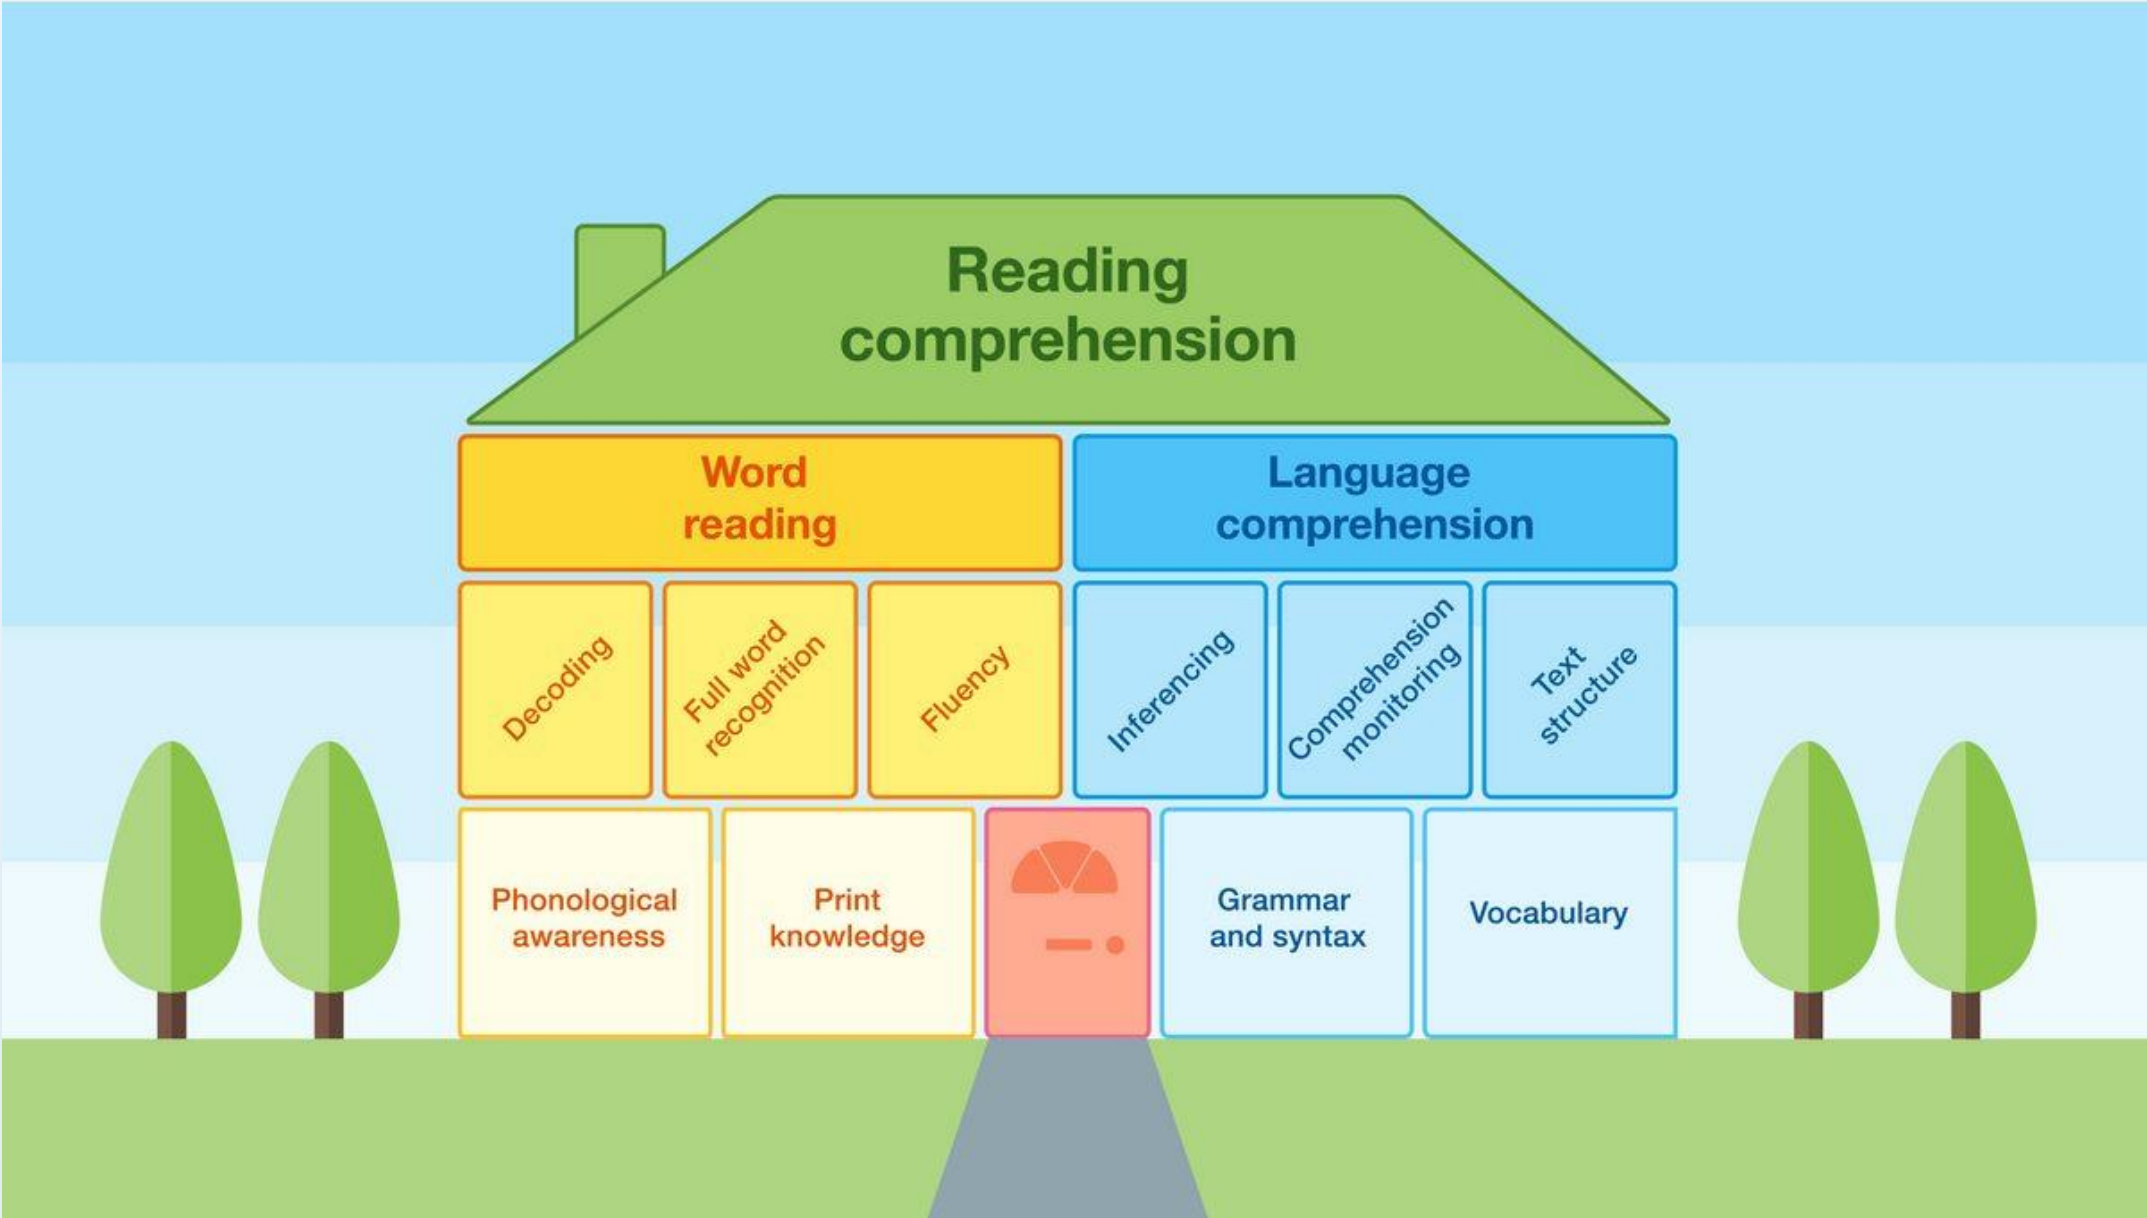 Reading
comprehension
Word
reading
Language
comprehension
Decoding
Full word
recognition
Fluency
Inferencing
Comprehension
monitoring
Text
structure
Phonological
awareness
Print
knowledge
Grammar
and syntax
Vocabulary